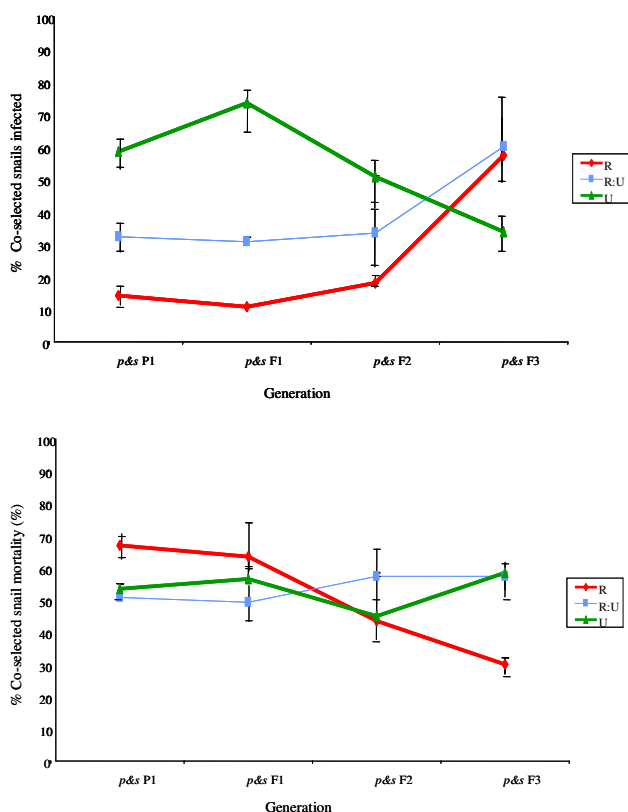 % Co-selected snails infected
100
90
80
70
60
50
40
30
20
10
0
p&s P1 p&s F1 p&s F2 p&s F3
Generation
R
R:U
U
% Co-selected snail mortality (%)
100
90
80
70
60
50
40
30
20
10
0
p&s P1 p&s F1 p&s F2 p&s F3
Generation
R
R:U
U